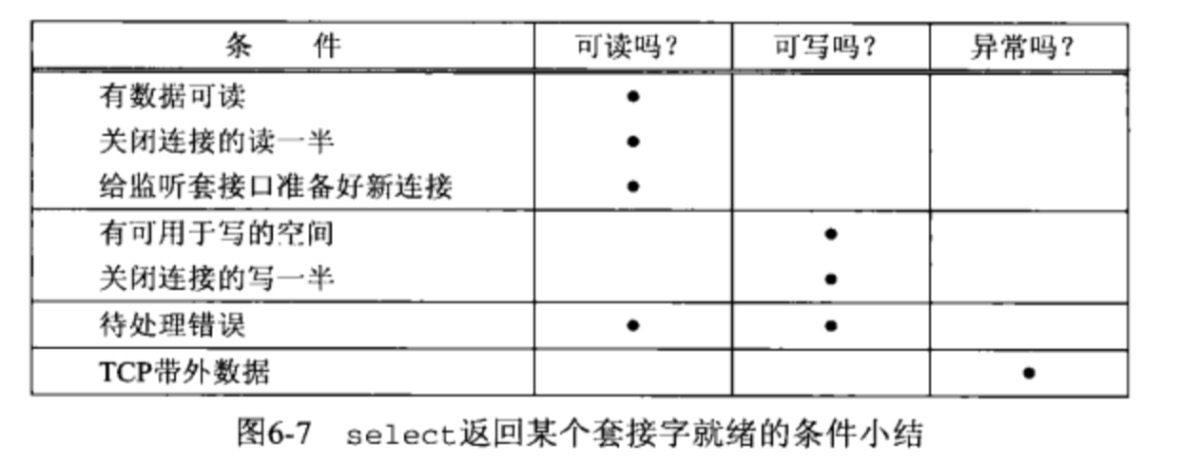 条 件 可读吗？ 可写吗？ 异常吗？
有数据可读 •
关闭连接的读一半 •
给监听套接口准备好新连接 •
有可用于写的空间 •
关闭连接的写一半 •
待处理错误 • •
TCP带外数据 •
图6-7 select返回某个套接字就绪的条件小结